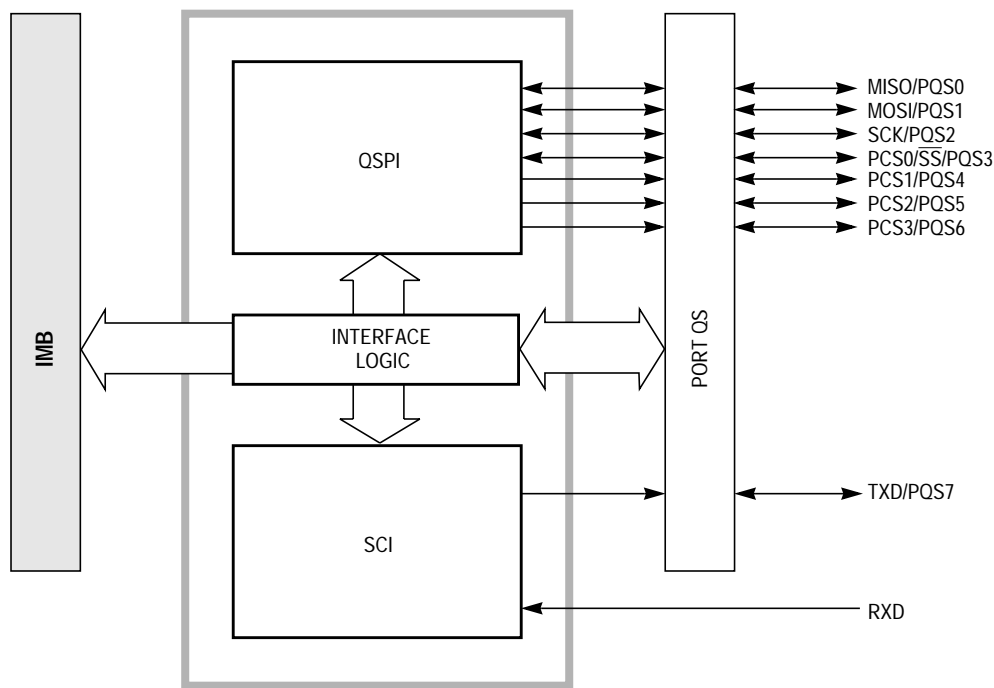 QSPI
MISO/PQS0
MOSI/PQS1
SCK/PQS2
PCS0/S̅S̅/PQS3
PCS1/PQS4
PCS2/PQS5
PCS3/PQS6
IMB
INTERFACE
LOGIC
PORT QS
SCI
TXD/PQS7
RXD